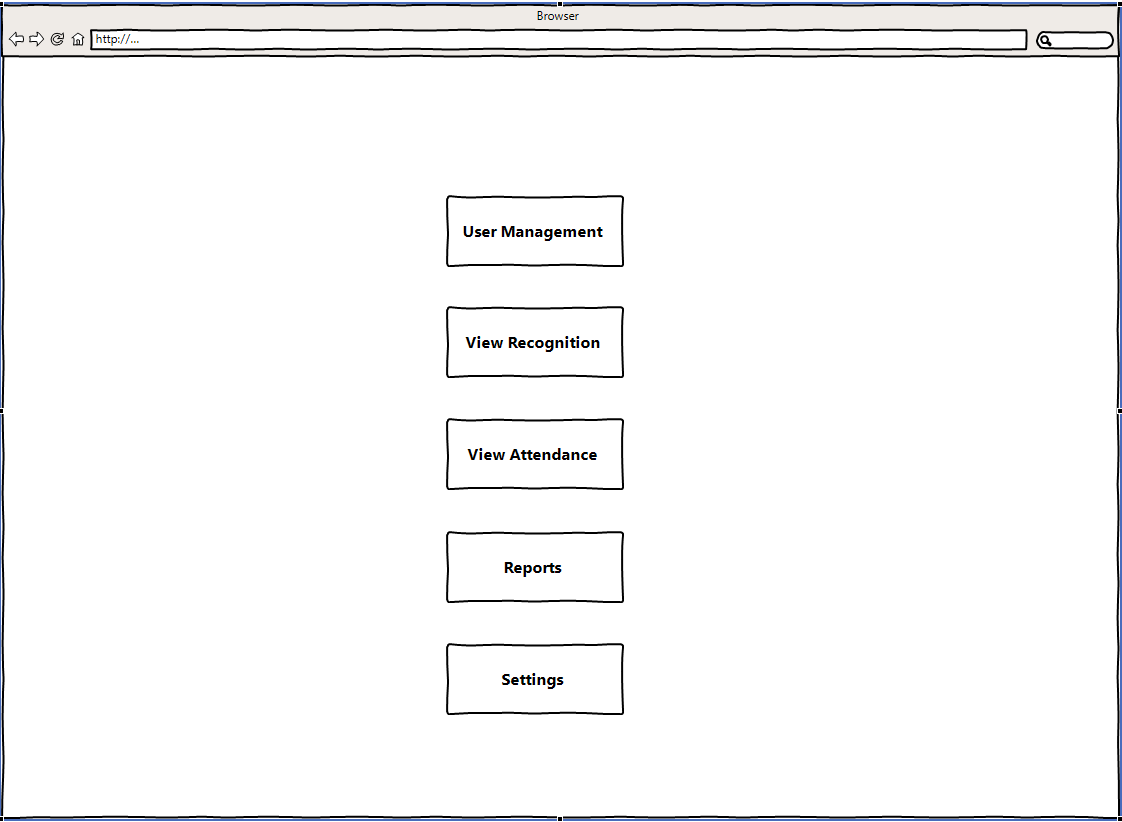 Browser
http://...
User Management
View Recognition
View Attendance
Reports
Settings